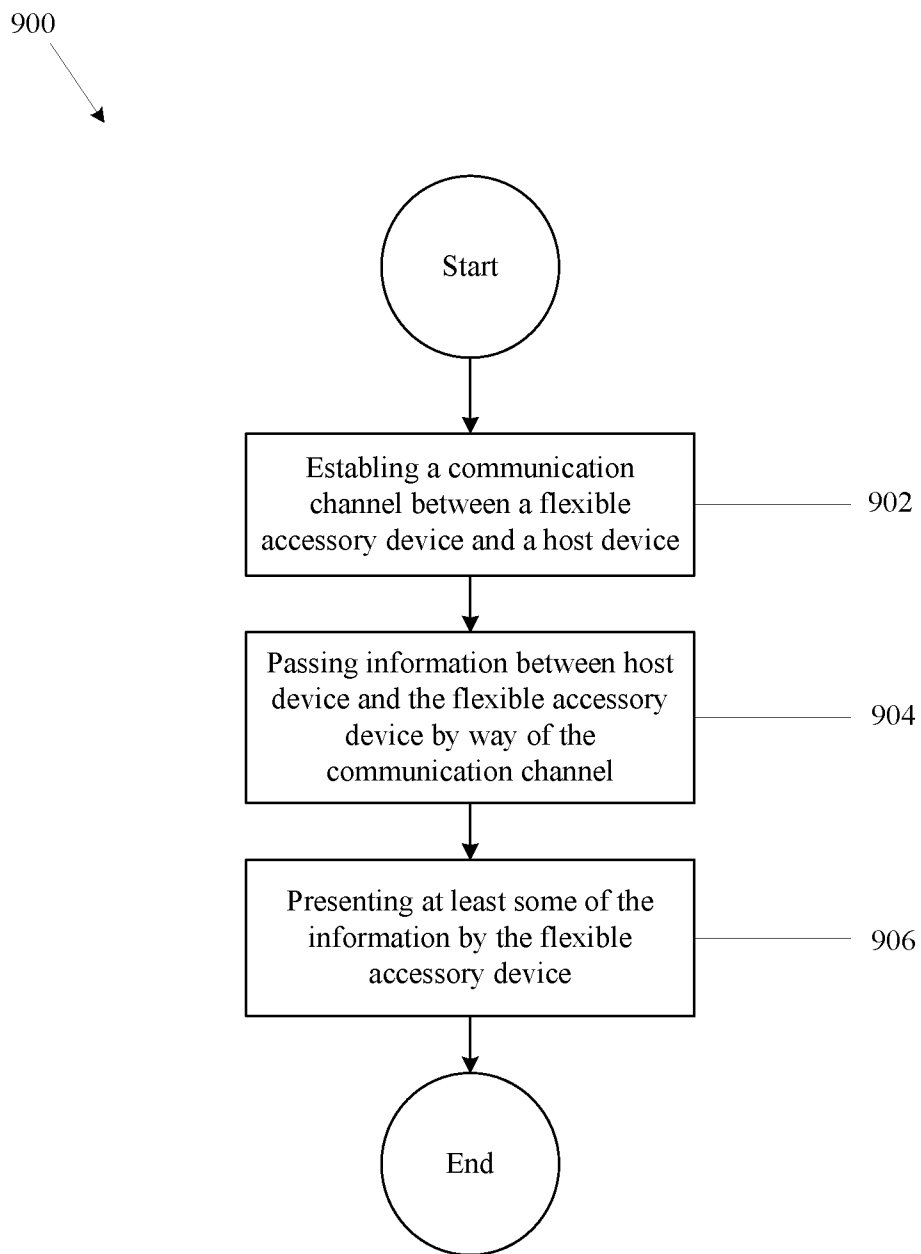 900
Start
Establing a communication
channel between a flexible
accessory device and a host device
902
Passing information between host
device and the flexible accessory
device by way of the
communication channel
904
Presenting at least some of the
information by the flexible
accessory device
906
End